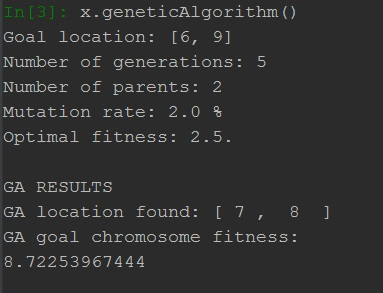 In[3]: x.geneticAlgorithm()
Goal location: [6, 9]
Number of generations: 5
Number of parents: 2
Mutation rate: 2.0 %
Optimal fitness: 2.5.
GA RESULTS
GA location found: [ 7 ,  8  ]
GA goal chromosome fitness:
8.72253967444